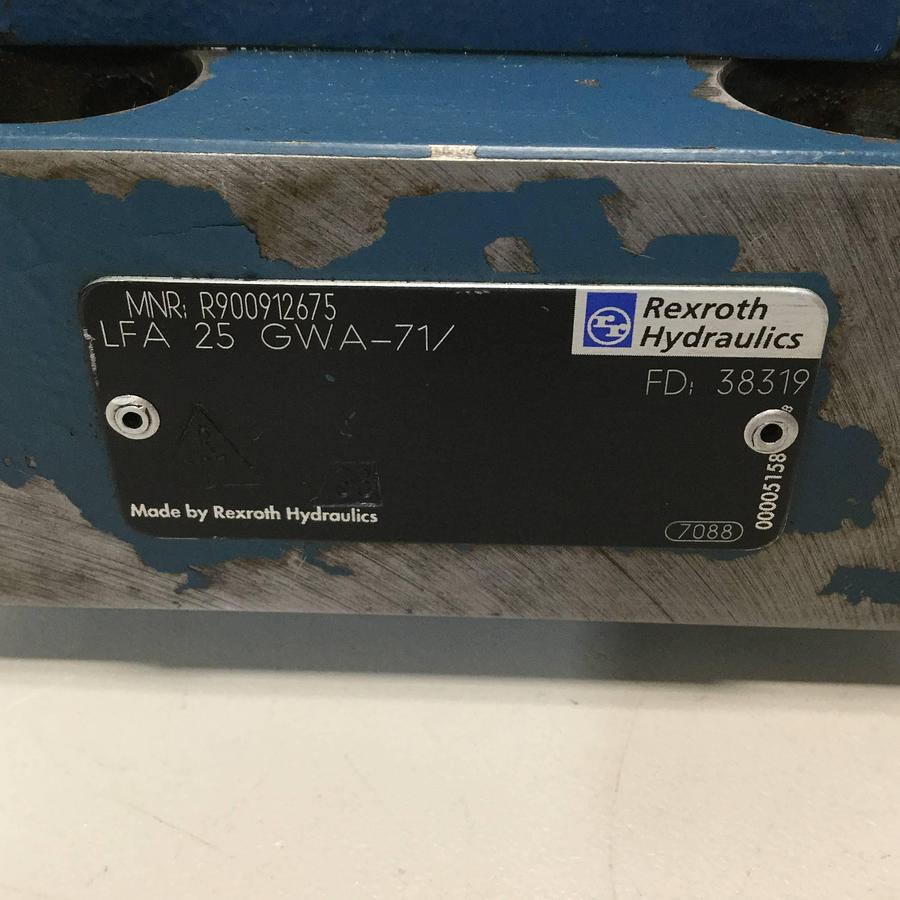 MNR: R900912675
LFA 25 GWA-71/
Rexroth
Hydraulics
FD: 38319
Made by Rexroth Hydraulics
7088
00005158